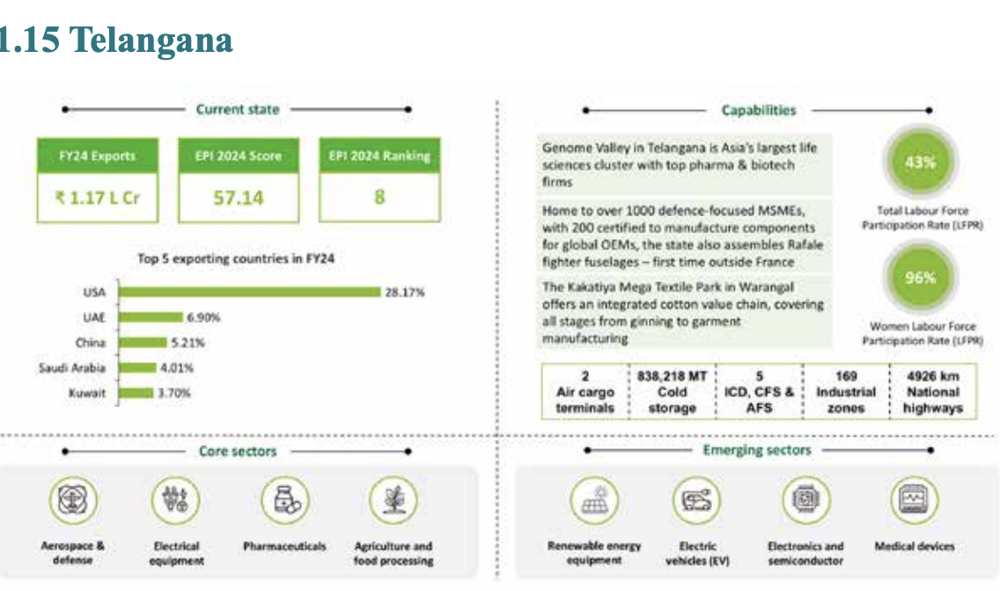 1.15 Telangana
Current state
FY24 Exports
₹ 1.17 L Cr
EPI 2024 Score
57.14
EPI 2024 Ranking
8
Top 5 exporting countries in FY24
USA 28.17%
UAE 6.90%
China 5.21%
Saudi Arabia 4.01%
Kuwait 3.70%
Capabilities
Genome Valley in Telangana is Asia's largest life
sciences cluster with top pharma & biotech
firms
Home to over 1000 defence-focused MSMEs,
with 200 certified to manufacture components
for global OEMs, the state also assembles Rafale
fighter fuselages – first time outside France
The Kakatiya Mega Textile Park in Warangal
offers an integrated cotton value chain, covering
all stages from ginning to garment
manufacturing
43%
Total Labour Force
Participation Rate (LFPR)
96%
Women Labour Force
Participation Rate (LFPR)
2
Air cargo
terminals
838,218 MT
Cold
storage
5
ICD, CFS &
AFS
169
Industrial
zones
4926 km
National
highways
Core sectors
Aerospace &
defense
Electrical
equipment
Pharmaceuticals
Agriculture and
food processing
Emerging sectors
Renewable energy
equipment
Electric
vehicles (EV)
Electronics and
semiconductor
Medical devices